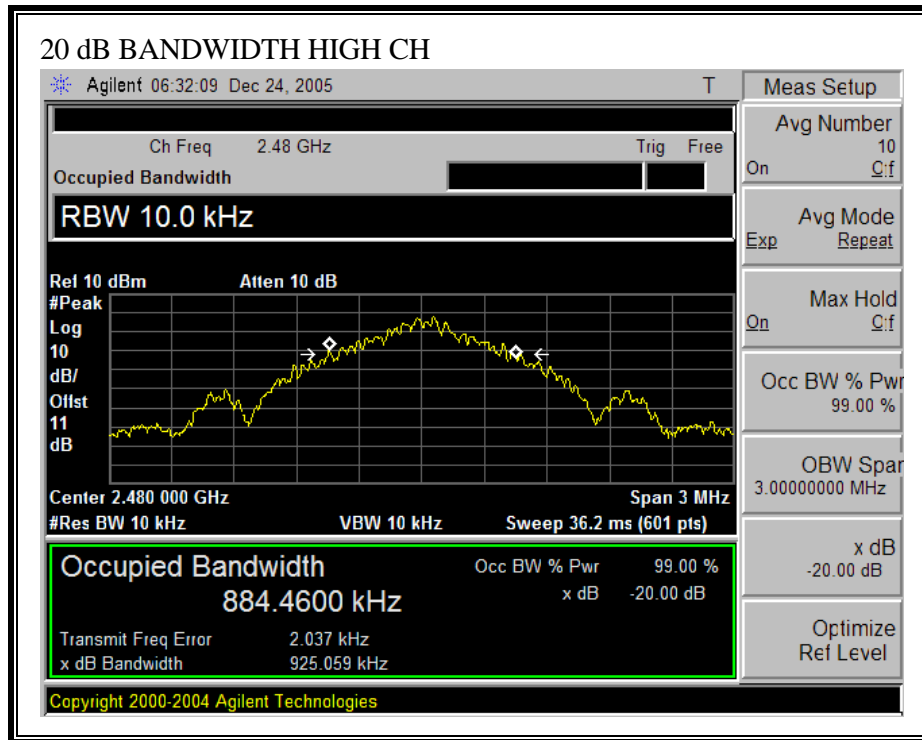 20 dB BANDWIDTH HIGH CH
Agilent 06:32:09 Dec 24, 2005 T
Ch Freq 2.48 GHz Trig Free
Occupied Bandwidth
RBW 10.0 kHz
Ref 10 dBm Atten 10 dB
#Peak
Log
10
dB/
Offst
11
dB
Center 2.480 000 GHz Span 3 MHz
#Res BW 10 kHz VBW 10 kHz Sweep 36.2 ms (601 pts)
Occupied Bandwidth
884.4600 kHz
Occ BW % Pwr 99.00 %
x dB -20.00 dB
Transmit Freq Error 2.037 kHz
x dB Bandwidth 925.059 kHz
Copyright 2000-2004 Agilent Technologies
Meas Setup
Avg Number
10
On Off
Avg Mode
Exp Repeat
Max Hold
On Off
Occ BW % Pwr
99.00 %
OBW Span
3.00000000 MHz
x dB
-20.00 dB
Optimize
Ref Level